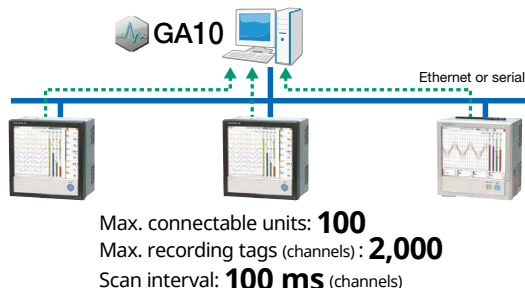 GA10
Ethernet or serial
Max. connectable units: 100
Max. recording tags (channels) : 2,000
Scan interval: 100 ms (channels)